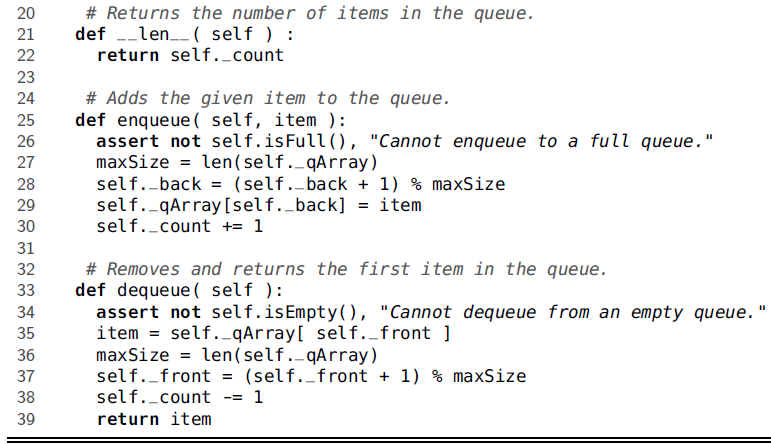 20 # Returns the number of items in the queue.
21 def __len__( self ) :
22 return self._count
23
24 # Adds the given item to the queue.
25 def enqueue( self, item ):
26 assert not self.isFull(), "Cannot enqueue to a full queue."
27 maxSize = len(self._qArray)
28 self._back = (self._back + 1) % maxSize
29 self._qArray[self._back] = item
30 self._count += 1
31
32 # Removes and returns the first item in the queue.
33 def dequeue( self ):
34 assert not self.isEmpty(), "Cannot dequeue from an empty queue."
35 item = self._qArray[ self._front ]
36 maxSize = len(self._qArray)
37 self._front = (self._front + 1) % maxSize
38 self._count -= 1
39 return item